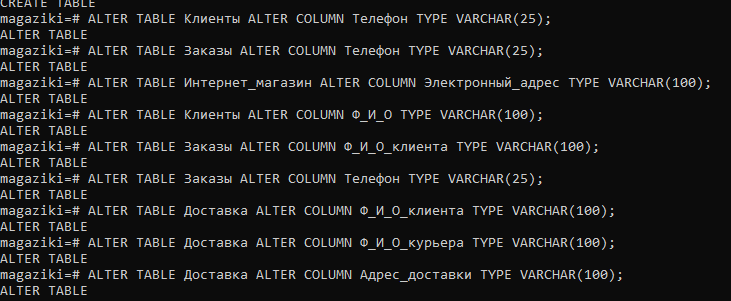 CREATE TABLE
magaziki=# ALTER TABLE Клиенты ALTER COLUMN Телефон TYPE VARCHAR(25);
ALTER TABLE
magaziki=# ALTER TABLE Заказы ALTER COLUMN Телефон TYPE VARCHAR(25);
ALTER TABLE
magaziki=# ALTER TABLE Интернет_магазин ALTER COLUMN Электронный_адрес TYPE VARCHAR(100);
ALTER TABLE
magaziki=# ALTER TABLE Клиенты ALTER COLUMN Ф_И_О TYPE VARCHAR(100);
ALTER TABLE
magaziki=# ALTER TABLE Заказы ALTER COLUMN Ф_И_О_клиента TYPE VARCHAR(100);
ALTER TABLE
magaziki=# ALTER TABLE Заказы ALTER COLUMN Телефон TYPE VARCHAR(25);
ALTER TABLE
magaziki=# ALTER TABLE Доставка ALTER COLUMN Ф_И_О_клиента TYPE VARCHAR(100);
ALTER TABLE
magaziki=# ALTER TABLE Доставка ALTER COLUMN Ф_И_О_курьера TYPE VARCHAR(100);
ALTER TABLE
magaziki=# ALTER TABLE Доставка ALTER COLUMN Адрес_доставки TYPE VARCHAR(100);
ALTER TABLE